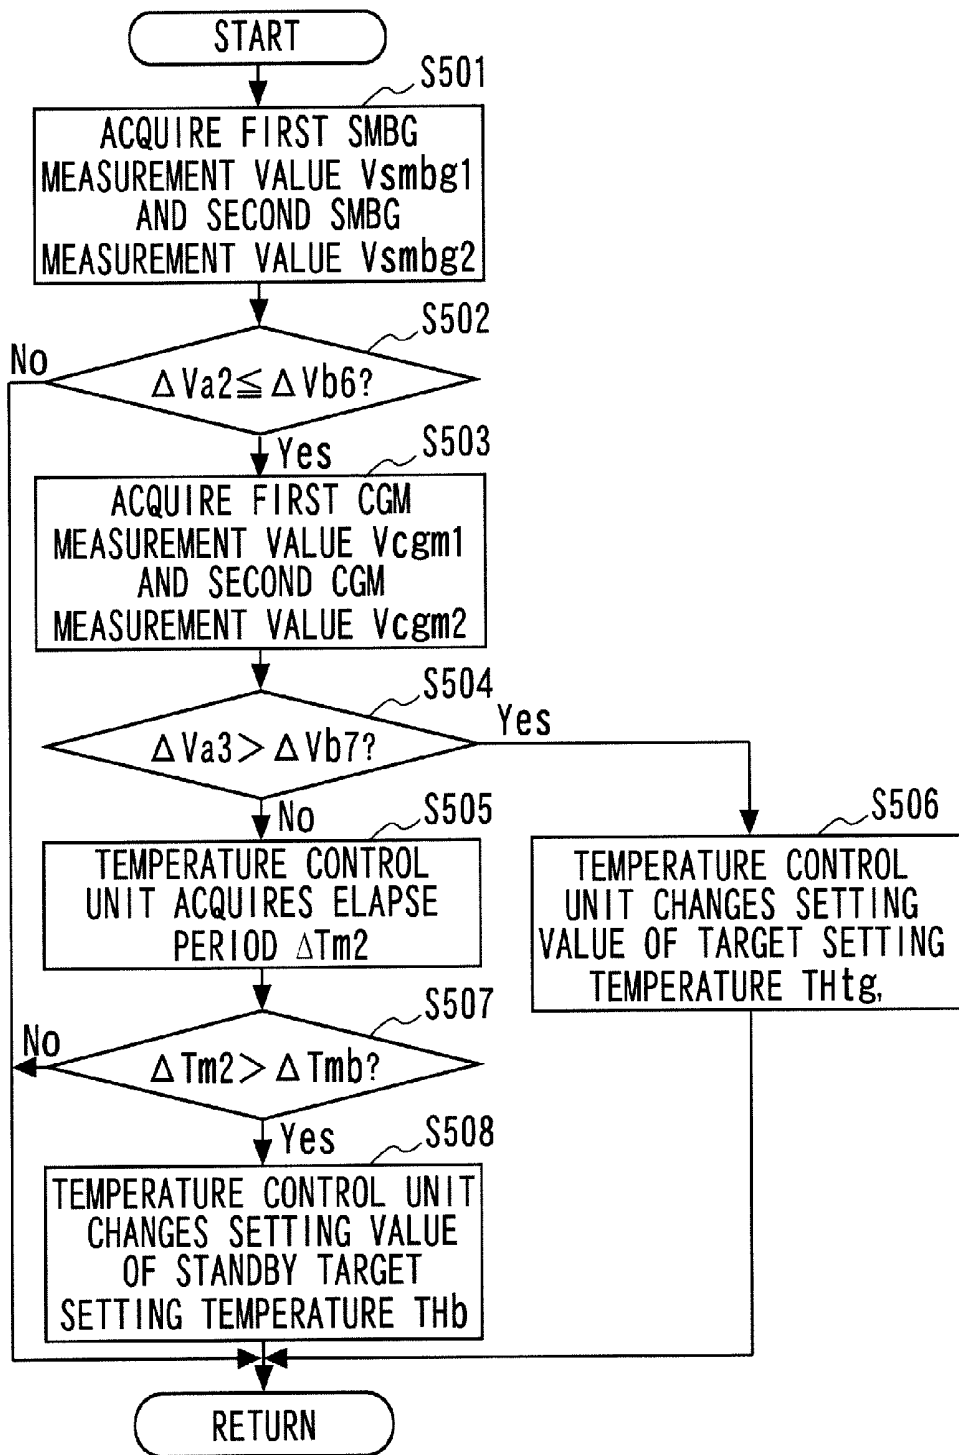 START
S501
ACQUIRE FIRST SMBG
MEASUREMENT VALUE Vsmbg1
AND SECOND SMBG
MEASUREMENT VALUE Vsmbg2
S502
No
ΔVa2≦ΔVb6?
Yes
S503
ACQUIRE FIRST CGM
MEASUREMENT VALUE Vcgm1
AND SECOND CGM
MEASUREMENT VALUE Vcgm2
S504
ΔVa3>ΔVb7?
Yes
No
S505
TEMPERATURE CONTROL
UNIT ACQUIRES ELAPSE
PERIOD ΔTm2
S506
TEMPERATURE CONTROL
UNIT CHANGES SETTING
VALUE OF TARGET SETTING
TEMPERATURE THtg,
S507
No
ΔTm2>ΔTmb?
Yes
S508
TEMPERATURE CONTROL UNIT
CHANGES SETTING VALUE
OF STANDBY TARGET
SETTING TEMPERATURE THb
RETURN